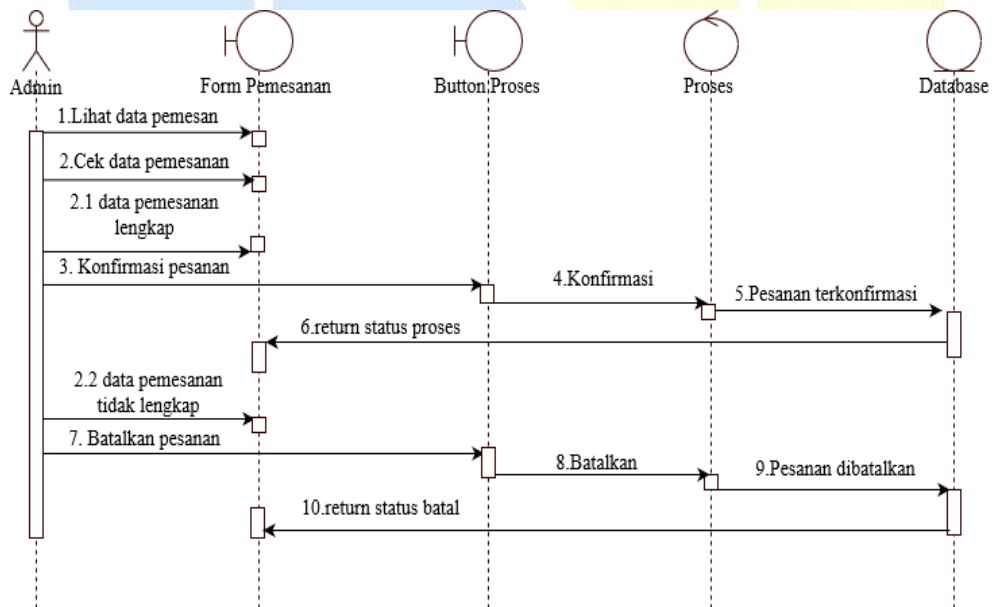 Admin
Form Pemesanan
Button Proses
Proses
Database
1.Lihat data pemesan
2.Cek data pemesanan
2.1 data pemesanan
lengkap
3. Konfirmasi pesanan
4.Konfirmasi
5.Pesanan terkonfirmasi
6.return status proses
2.2 data pemesanan
tidak lengkap
7. Batalkan pesanan
8.Batalkan
9.Pesanan dibatalkan
10.return status batal